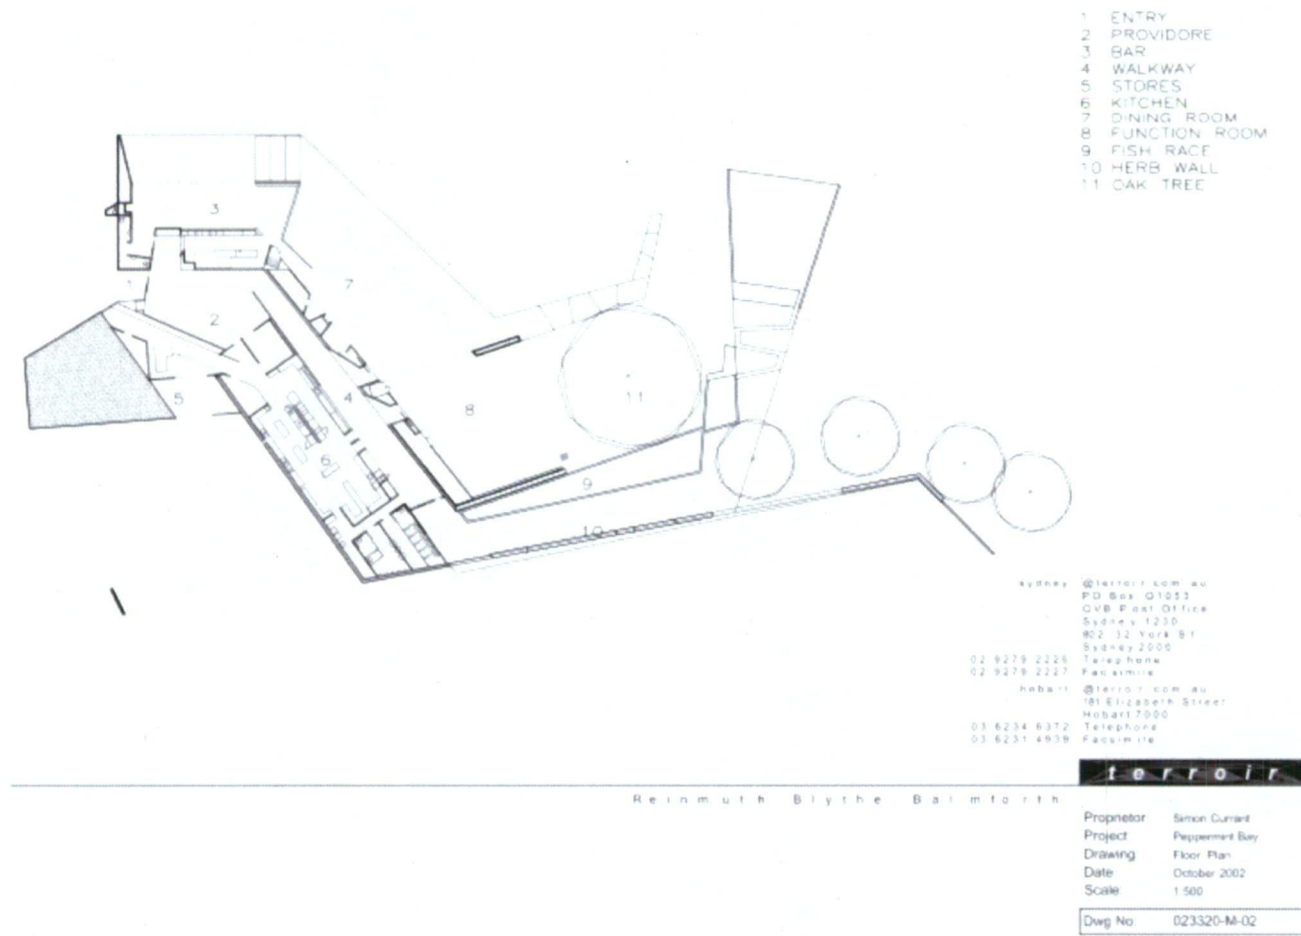 1 ENTRY
2 PROVIDORE
3 BAR
4 WALKWAY
5 STORES
6 KITCHEN
7 DINING ROOM
8 FUNCTION ROOM
9 FISH RACE
10 HERB WALL
11 OAK TREE
3
7
1
2
4
5
8
11
6
9
10
sydney @terroir.com.au
PO Box Q1053
QVB Post Office
Sydney 1230
802 32 York St
Sydney 2000
02 9279 2226 Telephone
02 9279 2227 Facsimile
hobart @terroir.com.au
181 Elizabeth Street
Hobart 7000
03 6234 6372 Telephone
03 6231 4939 Facsimile
terroir
Reinmuth Blythe Balmforth
Proprietor Simon Currant
Project Peppermint Bay
Drawing Floor Plan
Date October 2002
Scale 1:500
Dwg No. 023320-M-02